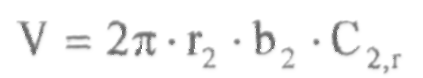 V = 2π · r₂ · b₂ · C₂,ᵣ